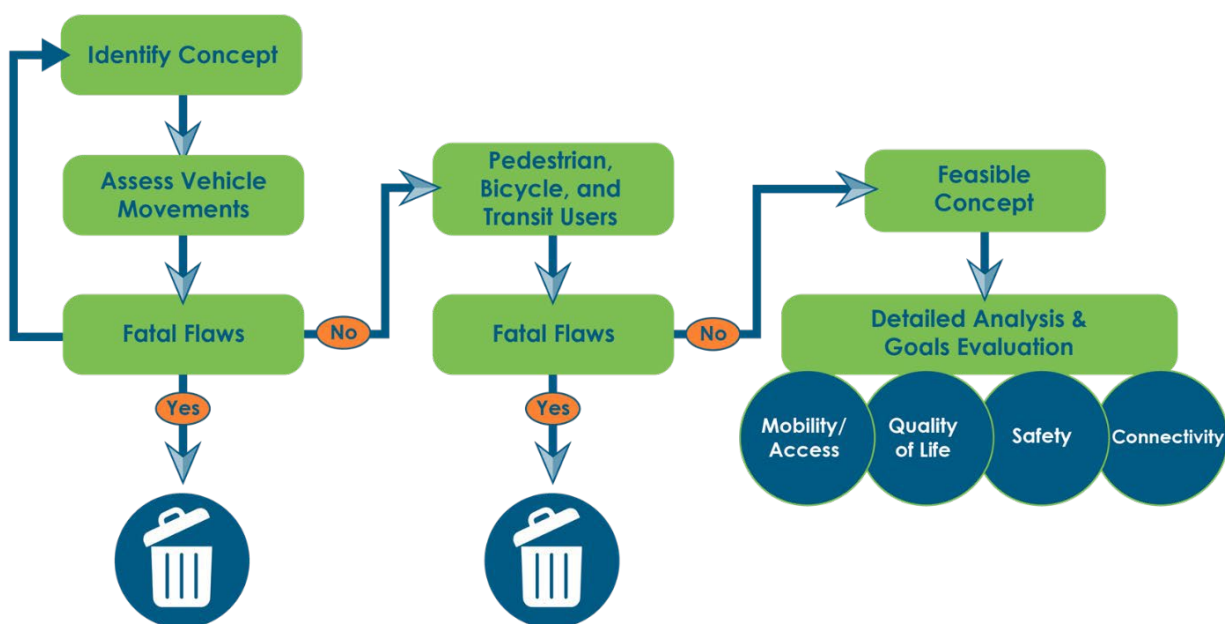 Identify Concept
Assess Vehicle
Movements
Fatal Flaws
No
Yes
Pedestrian,
Bicycle, and
Transit Users
Fatal Flaws
No
Yes
Feasible
Concept
Detailed Analysis &
Goals Evaluation
Mobility/
Access
Quality
of Life
Safety
Connectivity